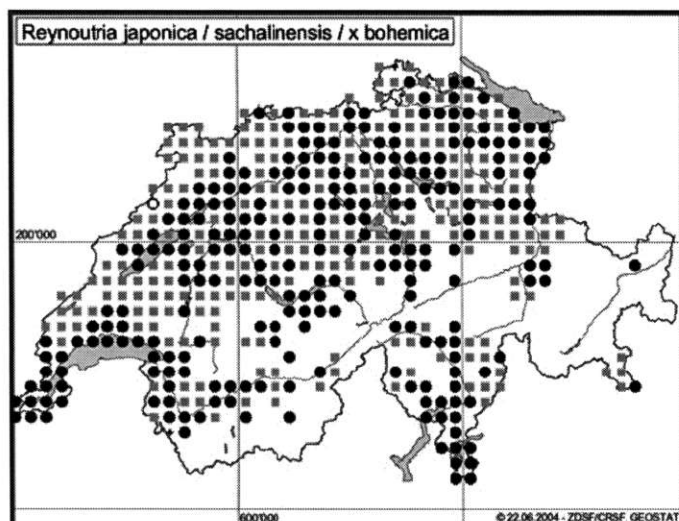 Reynoutria japonica / sachalinensis / x bohemica
200'000
600'000
© 22.06.2004 - ZDSF/CRSF, GEOSTAT